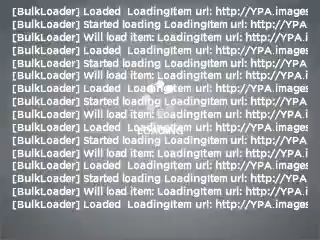 [BulkLoader] Loaded LoadingItem url: http://YPA.images
[BulkLoader] Started loading LoadingItem url: http://YPA
[BulkLoader] Will load item: LoadingItem url: http://YPA.i
[BulkLoader] Loaded LoadingItem url: http://YPA.images
[BulkLoader] Started loading LoadingItem url: http://YPA
[BulkLoader] Will load item: LoadingItem url: http://YPA.i
[BulkLoader] Loaded LoadingItem url: http://YPA.images
[BulkLoader] Started loading LoadingItem url: http://YPA
[BulkLoader] Will load item: LoadingItem url: http://YPA.i
[BulkLoader] Loaded LoadingItem url: http://YPA.images
LOADING
[BulkLoader] Started loading LoadingItem url: http://YPA
[BulkLoader] Will load item: LoadingItem url: http://YPA.i
[BulkLoader] Loaded LoadingItem url: http://YPA.images
[BulkLoader] Started loading LoadingItem url: http://YPA
[BulkLoader] Will load item: LoadingItem url: http://YPA.i
[BulkLoader] Loaded LoadingItem url: http://YPA.images